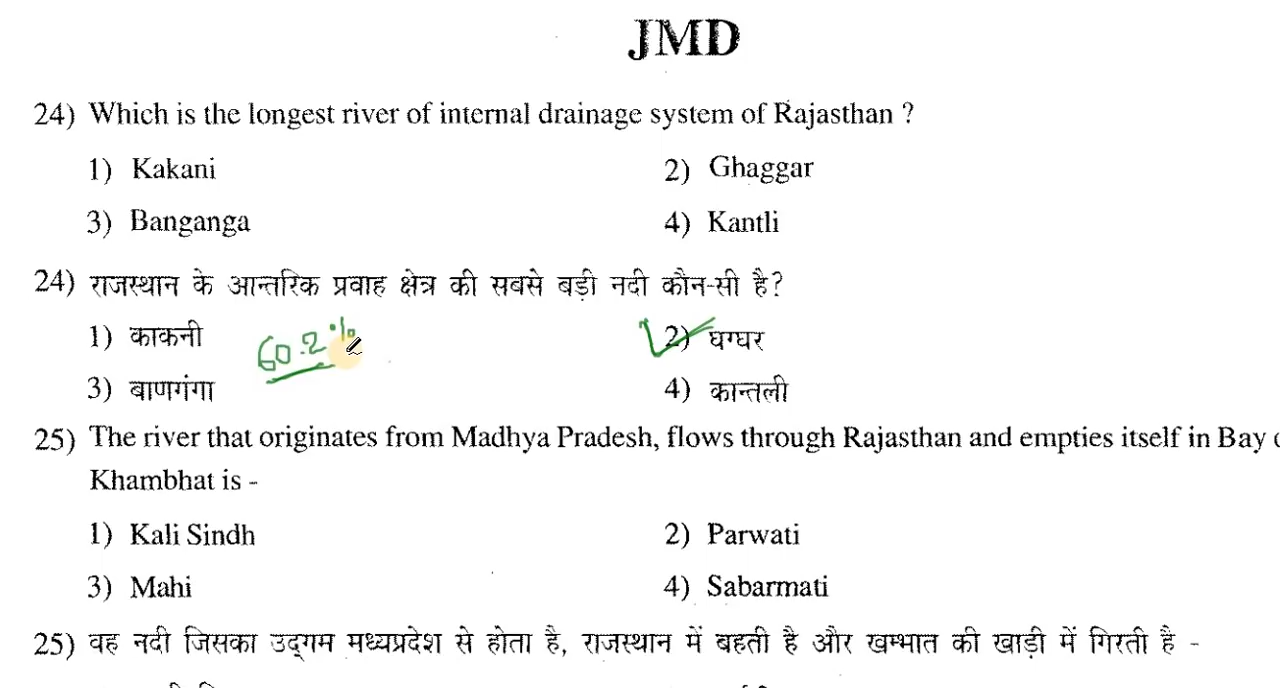 JMD
24) Which is the longest river of internal drainage system of Rajasthan ?
1) Kakani 2) Ghaggar
3) Banganga 4) Kantli
24) राजस्थान के आन्तरिक प्रवाह क्षेत्र की सबसे बड़ी नदी कौन-सी है?
1) काकनी 60.2% 2) घग्घर
3) बाणगंगा 4) कान्तली
25) The river that originates from Madhya Pradesh, flows through Rajasthan and empties itself in Bay
Khambhat is -
1) Kali Sindh 2) Parwati
3) Mahi 4) Sabarmati
25) वह नदी जिसका उद्गम मध्यप्रदेश से होता है, राजस्थान में बहती है और खम्भात की खाड़ी में गिरती है -